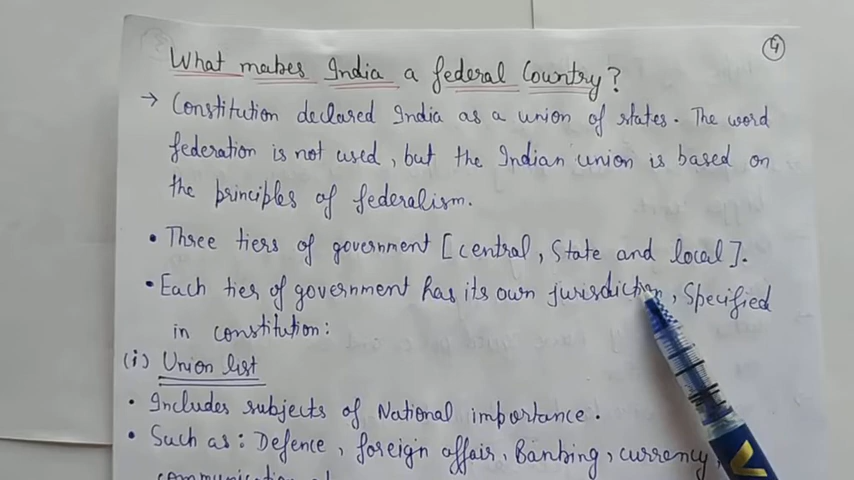 4
What makes India a federal Country?
→ Constitution declared India as a union of states. The word
federation is not used, but the Indian union is based on
the principles of federalism.
• Three tiers of government [central, State and local].
• Each tier of government has its own jurisdiction, Specified
in constitution:
(i) Union list
• Includes subjects of National importance.
• Such as: Defence, foreign affair, Banking, currency,